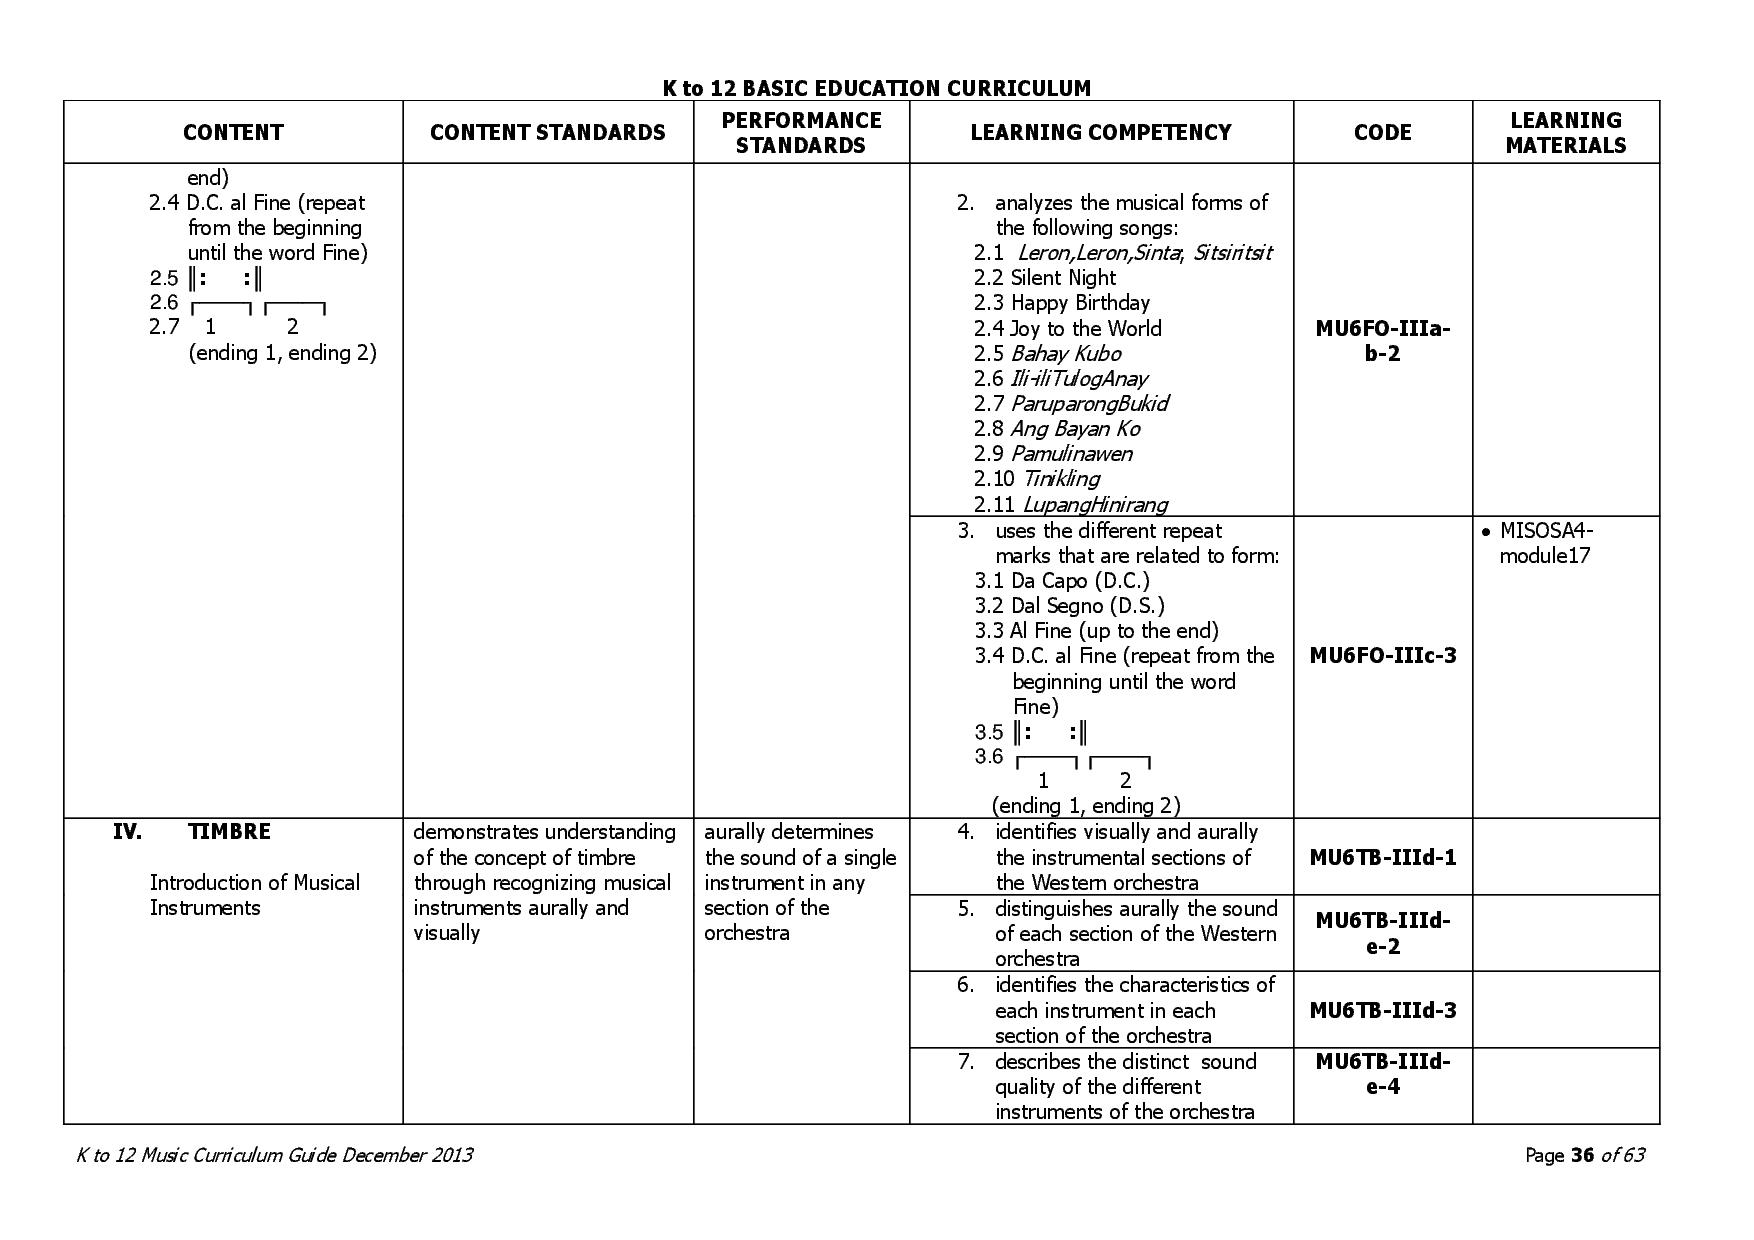 K to 12 BASIC EDUCATION CURRICULUM
CONTENT
CONTENT STANDARDS
PERFORMANCE
STANDARDS
LEARNING COMPETENCY
CODE
LEARNING
MATERIALS
end)
2.4 D.C. al Fine (repeat
from the beginning
until the word Fine)
2.5 ‖: :‖
2.6
2.7 1 2
(ending 1, ending 2)
2. analyzes the musical forms of
the following songs:
2.1 Leron,Leron,Sinta; Sitsiritsit
2.2 Silent Night
2.3 Happy Birthday
2.4 Joy to the World
2.5 Bahay Kubo
2.6 Ili-iliTulogAnay
2.7 ParuparongBukid
2.8 Ang Bayan Ko
2.9 Pamulinawen
2.10 Tinikling
2.11 LupangHinirang
MU6FO-IIIa-
b-2
3. uses the different repeat
marks that are related to form:
3.1 Da Capo (D.C.)
3.2 Dal Segno (D.S.)
3.3 Al Fine (up to the end)
3.4 D.C. al Fine (repeat from the
beginning until the word
Fine)
3.5 ‖: :‖
3.6
1 2
(ending 1, ending 2)
MU6FO-IIIc-3
• MISOSA4-
module17
IV. TIMBRE
Introduction of Musical
Instruments
demonstrates understanding
of the concept of timbre
through recognizing musical
instruments aurally and
visually
aurally determines
the sound of a single
instrument in any
section of the
orchestra
4. identifies visually and aurally
the instrumental sections of
the Western orchestra
MU6TB-IIId-1
5. distinguishes aurally the sound
of each section of the Western
orchestra
MU6TB-IIId-
e-2
6. identifies the characteristics of
each instrument in each
section of the orchestra
MU6TB-IIId-3
7. describes the distinct sound
quality of the different
instruments of the orchestra
MU6TB-IIId-
e-4
K to 12 Music Curriculum Guide December 2013
Page 36 of 63